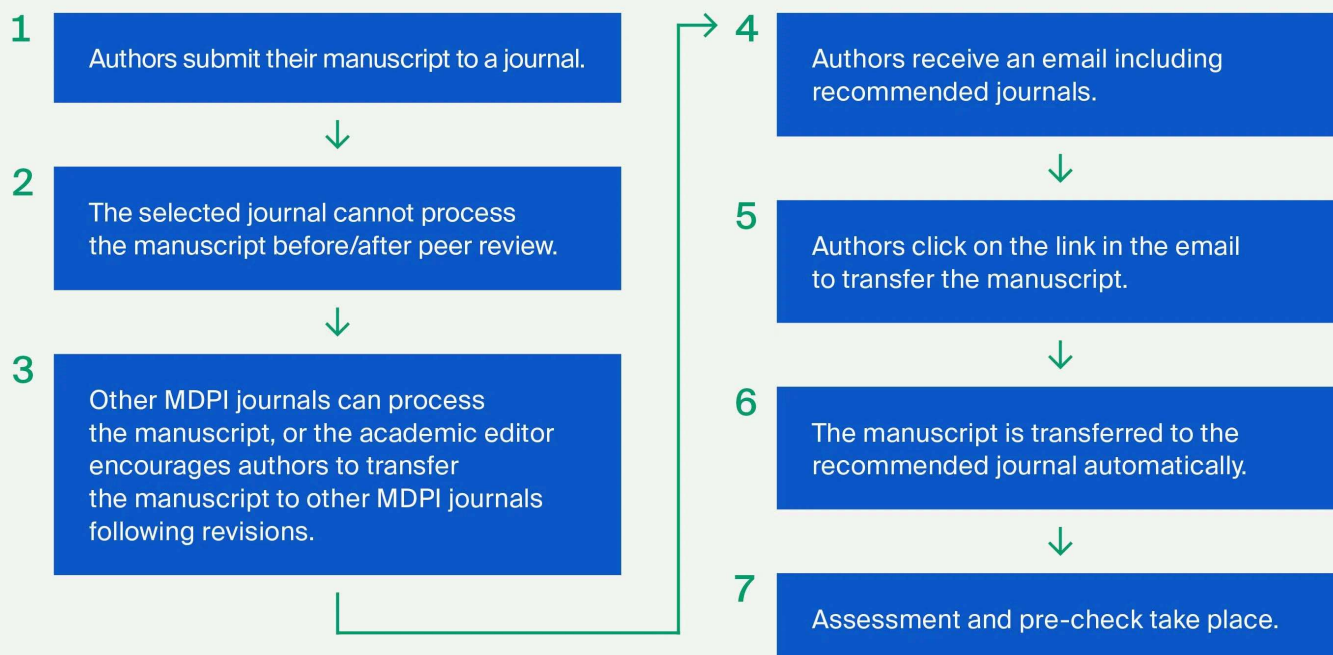 1
Authors submit their manuscript to a journal.
2
The selected journal cannot process
the manuscript before/after peer review.
3
Other MDPI journals can process
the manuscript, or the academic editor
encourages authors to transfer
the manuscript to other MDPI journals
following revisions.
4
Authors receive an email including
recommended journals.
5
Authors click on the link in the email
to transfer the manuscript.
6
The manuscript is transferred to the
recommended journal automatically.
7
Assessment and pre-check take place.